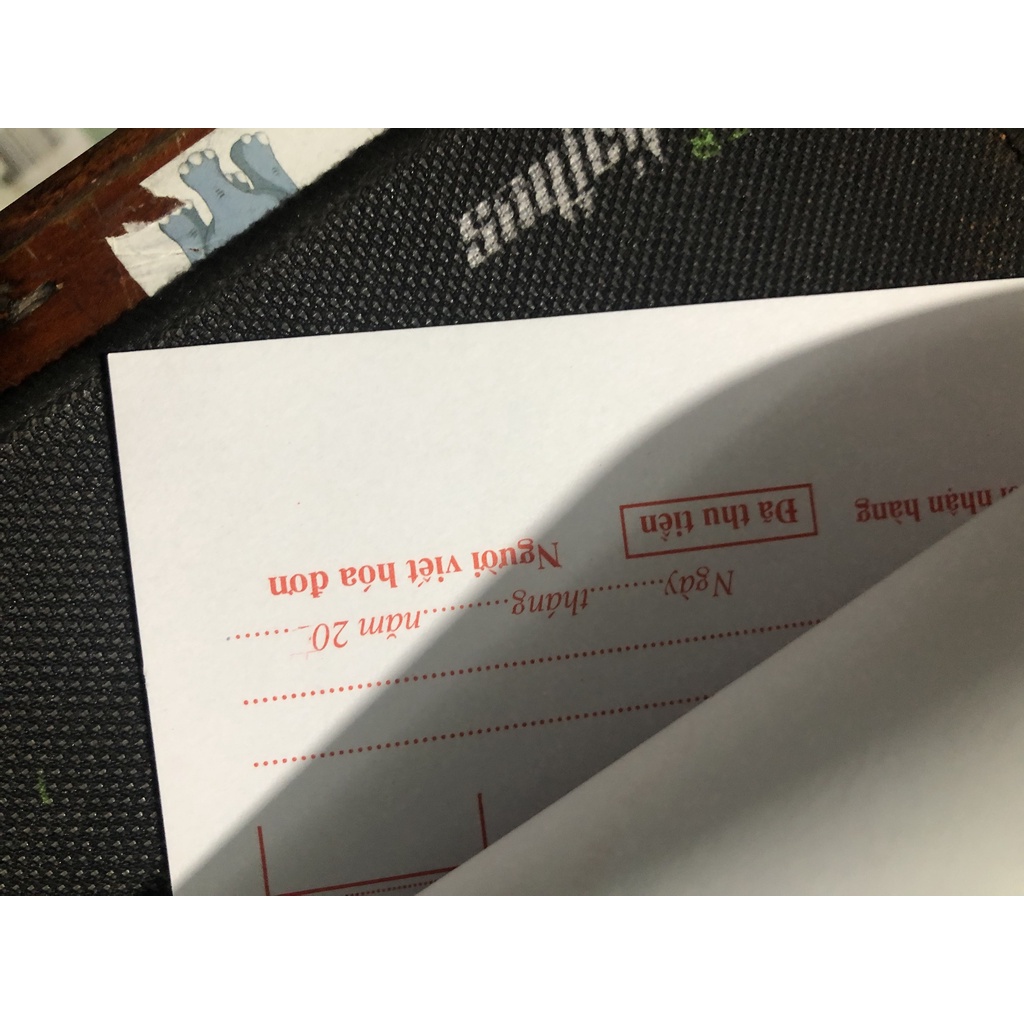 Ngày........tháng.........năm 20........
nhận hàng
Đã thu tiền
Người viết hóa đơn